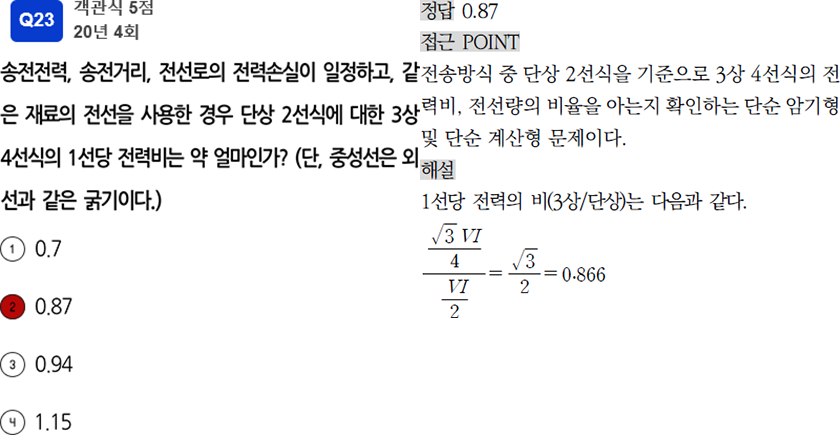 Q23
객관식 5점
20년 4회
송전전력, 송전거리, 전선로의 전력손실이 일정하고, 같
은 재료의 전선을 사용한 경우 단상 2선식에 대한 3상
4선식의 1선당 전력비는 약 얼마인가? (단, 중성선은 외
선과 같은 굵기이다.)
1 0.7
2 0.87
3 0.94
4 1.15
정답 0.87
접근 POINT
전송방식 중 단상 2선식을 기준으로 3상 4선식의 전
력비, 전선량의 비율을 아는지 확인하는 단순 암기형
및 단순 계산형 문제이다.
해설
1선당 전력의 비(3상/단상)는 다음과 같다.
(√3 VI / 4) / (VI / 2) = √3 / 2 = 0.866